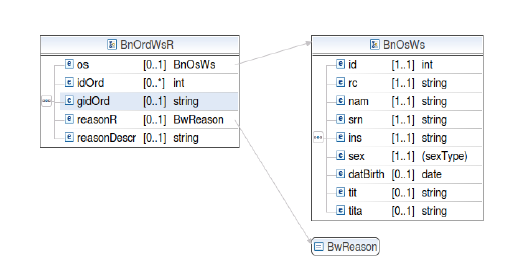 BnOrdWsR
os [0..1] BnOsWs
idOrd [0..*] int
gidOrd [0..1] string
reasonR [0..1] BwReason
reasonDescr [0..1] string
BnOsWs
id [1..1] int
rc [1..1] string
nam [1..1] string
srn [1..1] string
ins [1..1] string
sex [1..1] (sexType)
datBirth [0..1] date
tit [0..1] string
tita [0..1] string
BwReason